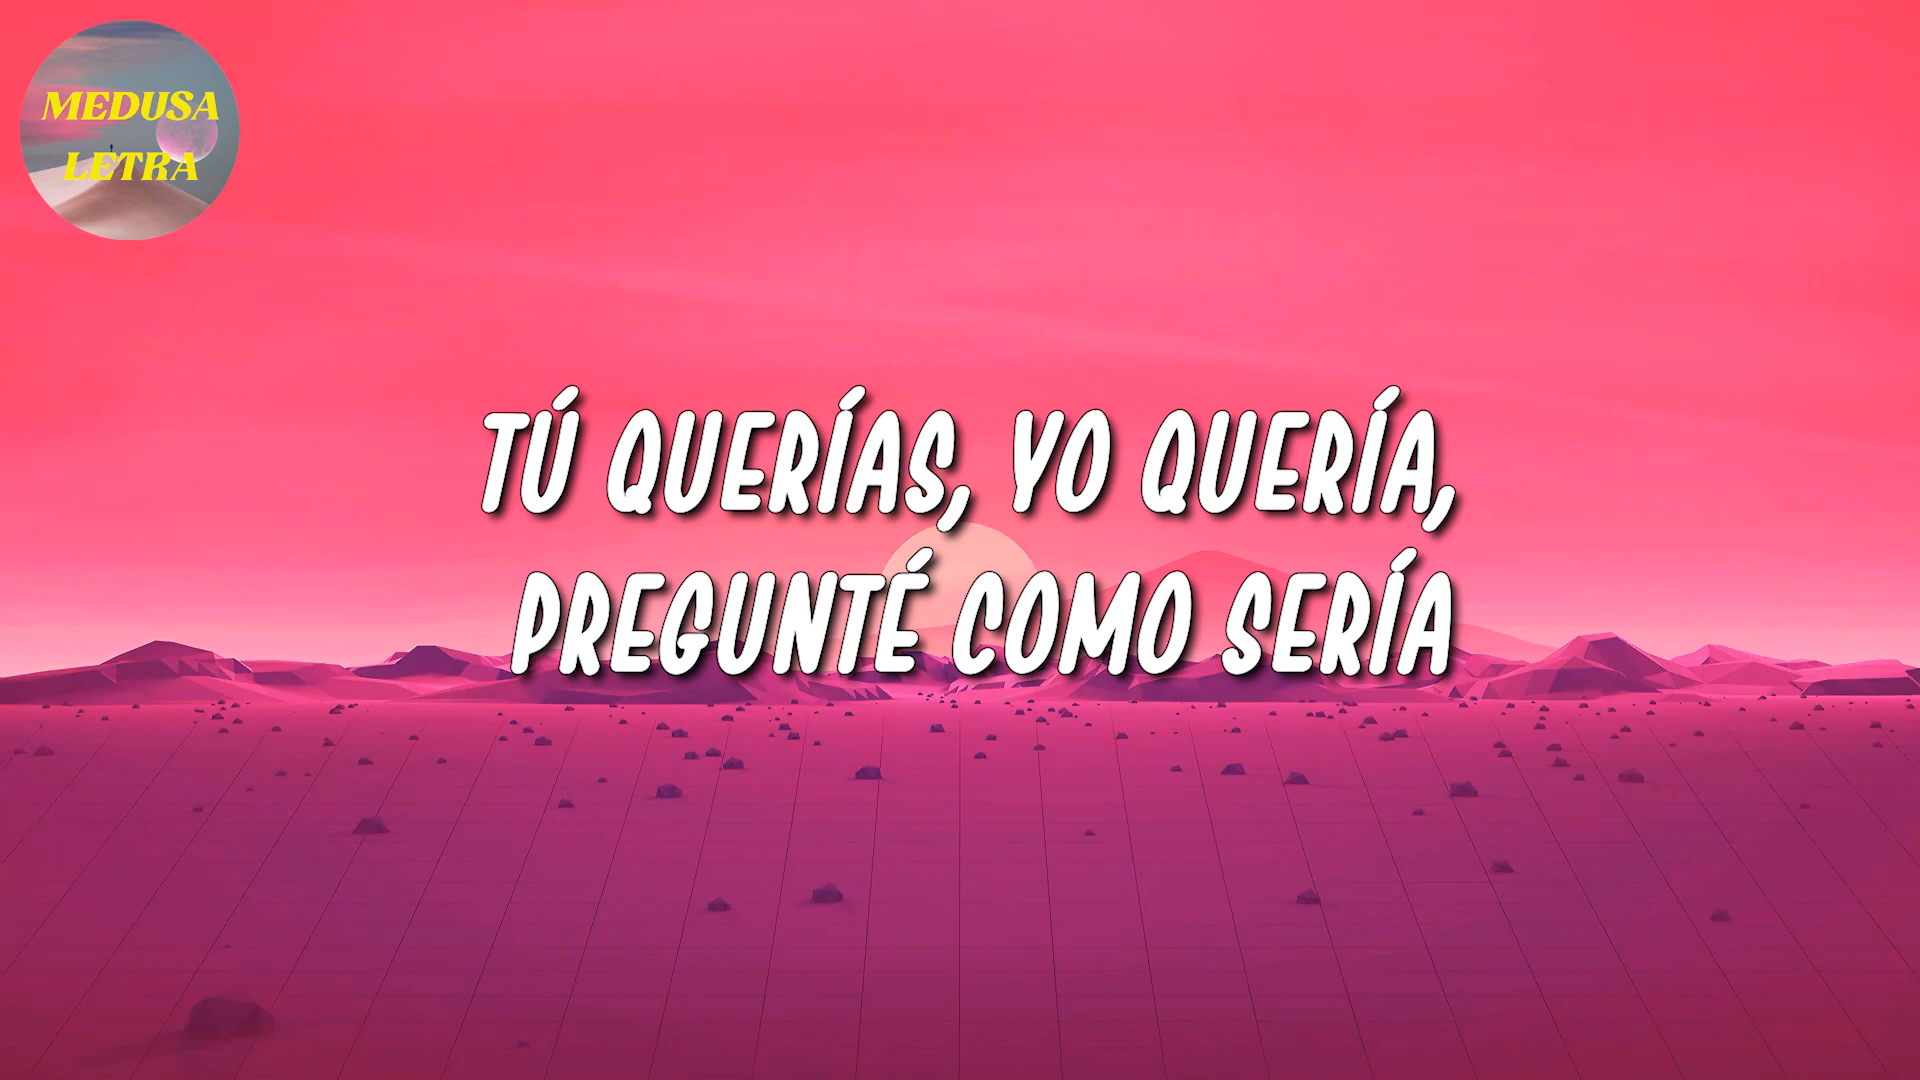 MEDUSA
LETRA
TÚ QUERÍAS, YO QUERÍA,
PREGUNTÉ COMO SERÍA